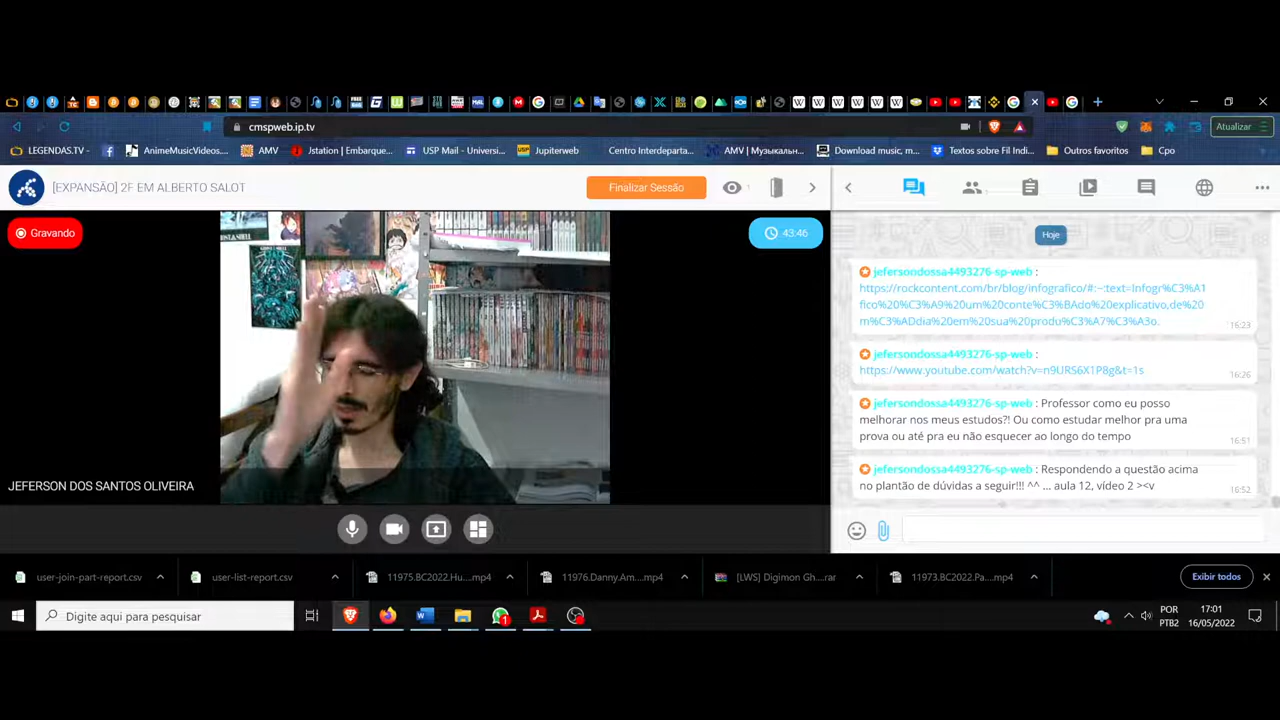 cmspweb.ip.tv
Atualizar
LEGENDAS.TV -
AnimeMusicVideos...
AMV
Jstation | Embarque...
USP Mail - Universi...
Jupiterweb
Centro Interdeparta...
AMV | Музыкальн...
Download music, m...
Textos sobre Fil Indi...
Outros favoritos
Cpo
[EXPANSÃO] 2F EM ALBERTO SALOT
Finalizar Sessão
1
1
Gravando
43:46
JEFERSON DOS SANTOS OLIVEIRA
Hoje
jefersondossa4493276-sp-web :
https://rockcontent.com/br/blog/infografico/#:~:text=Infogr%C3%A1
fico%20%C3%A9%20um%20conte%C3%BAdo%20explicativo,de%20
m%C3%ADdia%20em%20sua%20produ%C3%A7%C3%A3o.
16:23
jefersondossa4493276-sp-web :
https://www.youtube.com/watch?v=n9URS6X1P8g&t=1s
16:26
jefersondossa4493276-sp-web : Professor como eu posso
melhorar nos meus estudos?! Ou como estudar melhor pra uma
prova ou até pra eu não esquecer ao longo do tempo
16:51
jefersondossa4493276-sp-web : Respondendo a questão acima
no plantão de dúvidas a seguir!!! ^^ ... aula 12, vídeo 2 ><v
16:52
user-join-part-report.csv
user-list-report.csv
11975.BC2022.Hu....mp4
11976.Danny.Am....mp4
[LWS] Digimon Gh....rar
11973.BC2022.Pa....mp4
Exibir todos
Digite aqui para pesquisar
1
POR
PTB2
17:01
16/05/2022